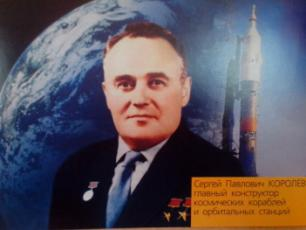 Сергей Павлович КОРОЛЕВ
главный конструктор
космических кораблей
и орбитальных станций